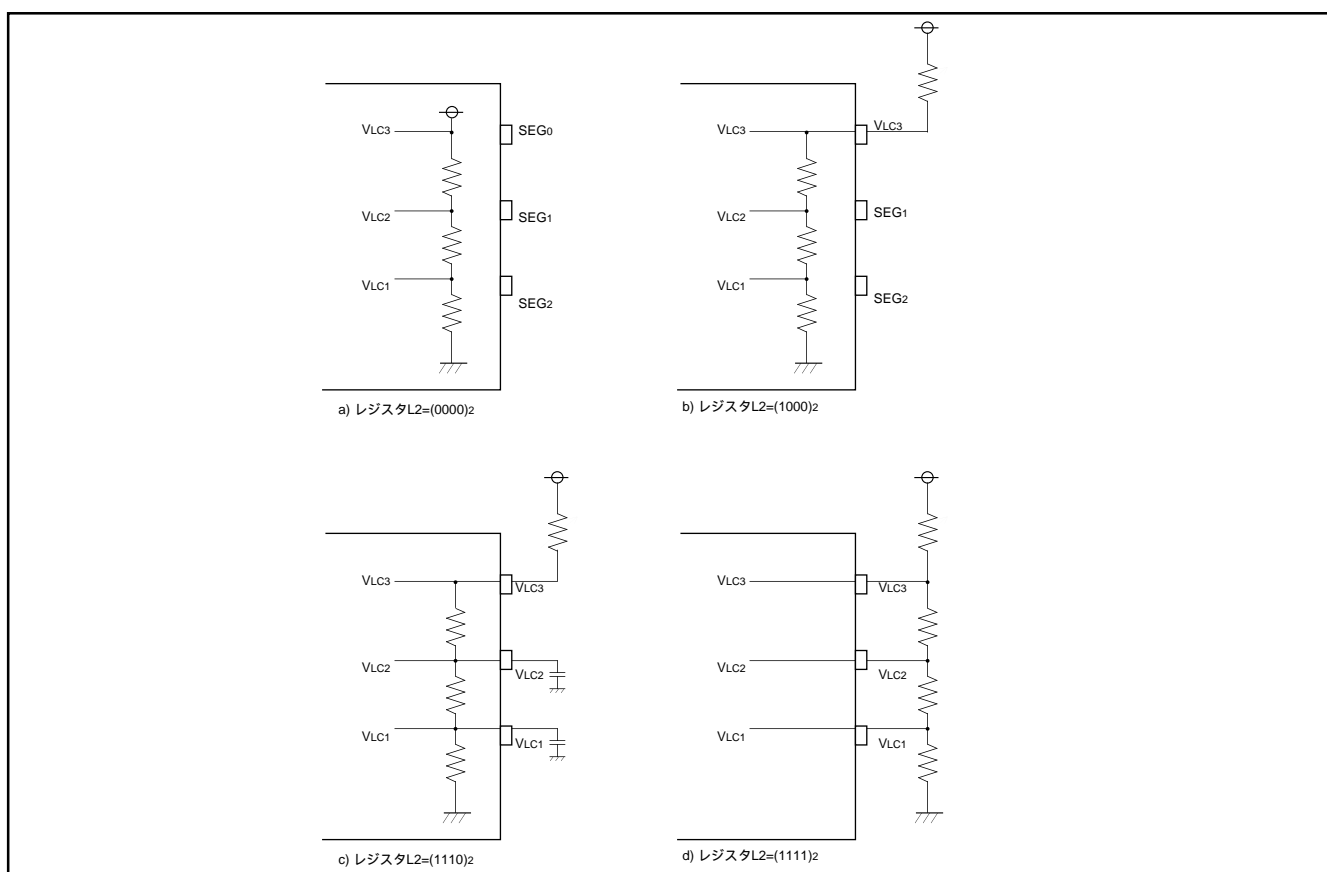 VLC3
SEG0
VLC2
SEG1
VLC1
SEG2
a) レジスタL2=(0000)2
VLC3
VLC3
VLC2
SEG1
VLC1
SEG2
b) レジスタL2=(1000)2
VLC3
VLC3
VLC2
VLC2
VLC1
VLC1
c) レジスタL2=(1110)2
VLC3
VLC3
VLC2
VLC2
VLC1
VLC1
d) レジスタL2=(1111)2